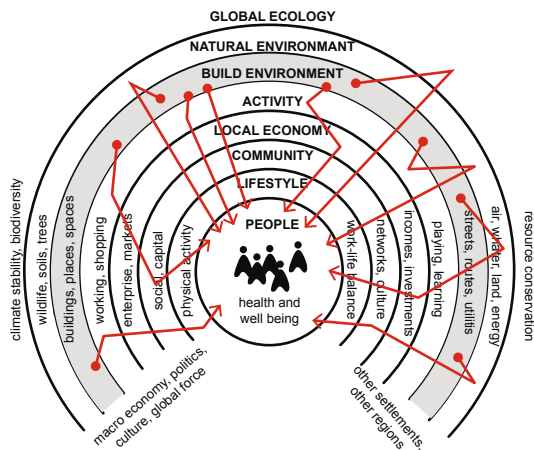 GLOBAL ECOLOGY
NATURAL ENVIRONMANT
BUILD ENVIRONMENT
ACTIVITY
LOCAL ECONOMY
COMMUNITY
LIFESTYLE
PEOPLE
health and
well being
climate stability, biodiversity
wildlife, soils, trees
buildings, places, spaces
working, shopping
enterprise, markets
social, capital
physical activity
work-life balance
networks, culture
incomes, investments
playing, learning
streets, routes, utilitis
air, whater, land, energy
resource conservation
macro economy, politics,
culture, global force
other settlements,
other regions